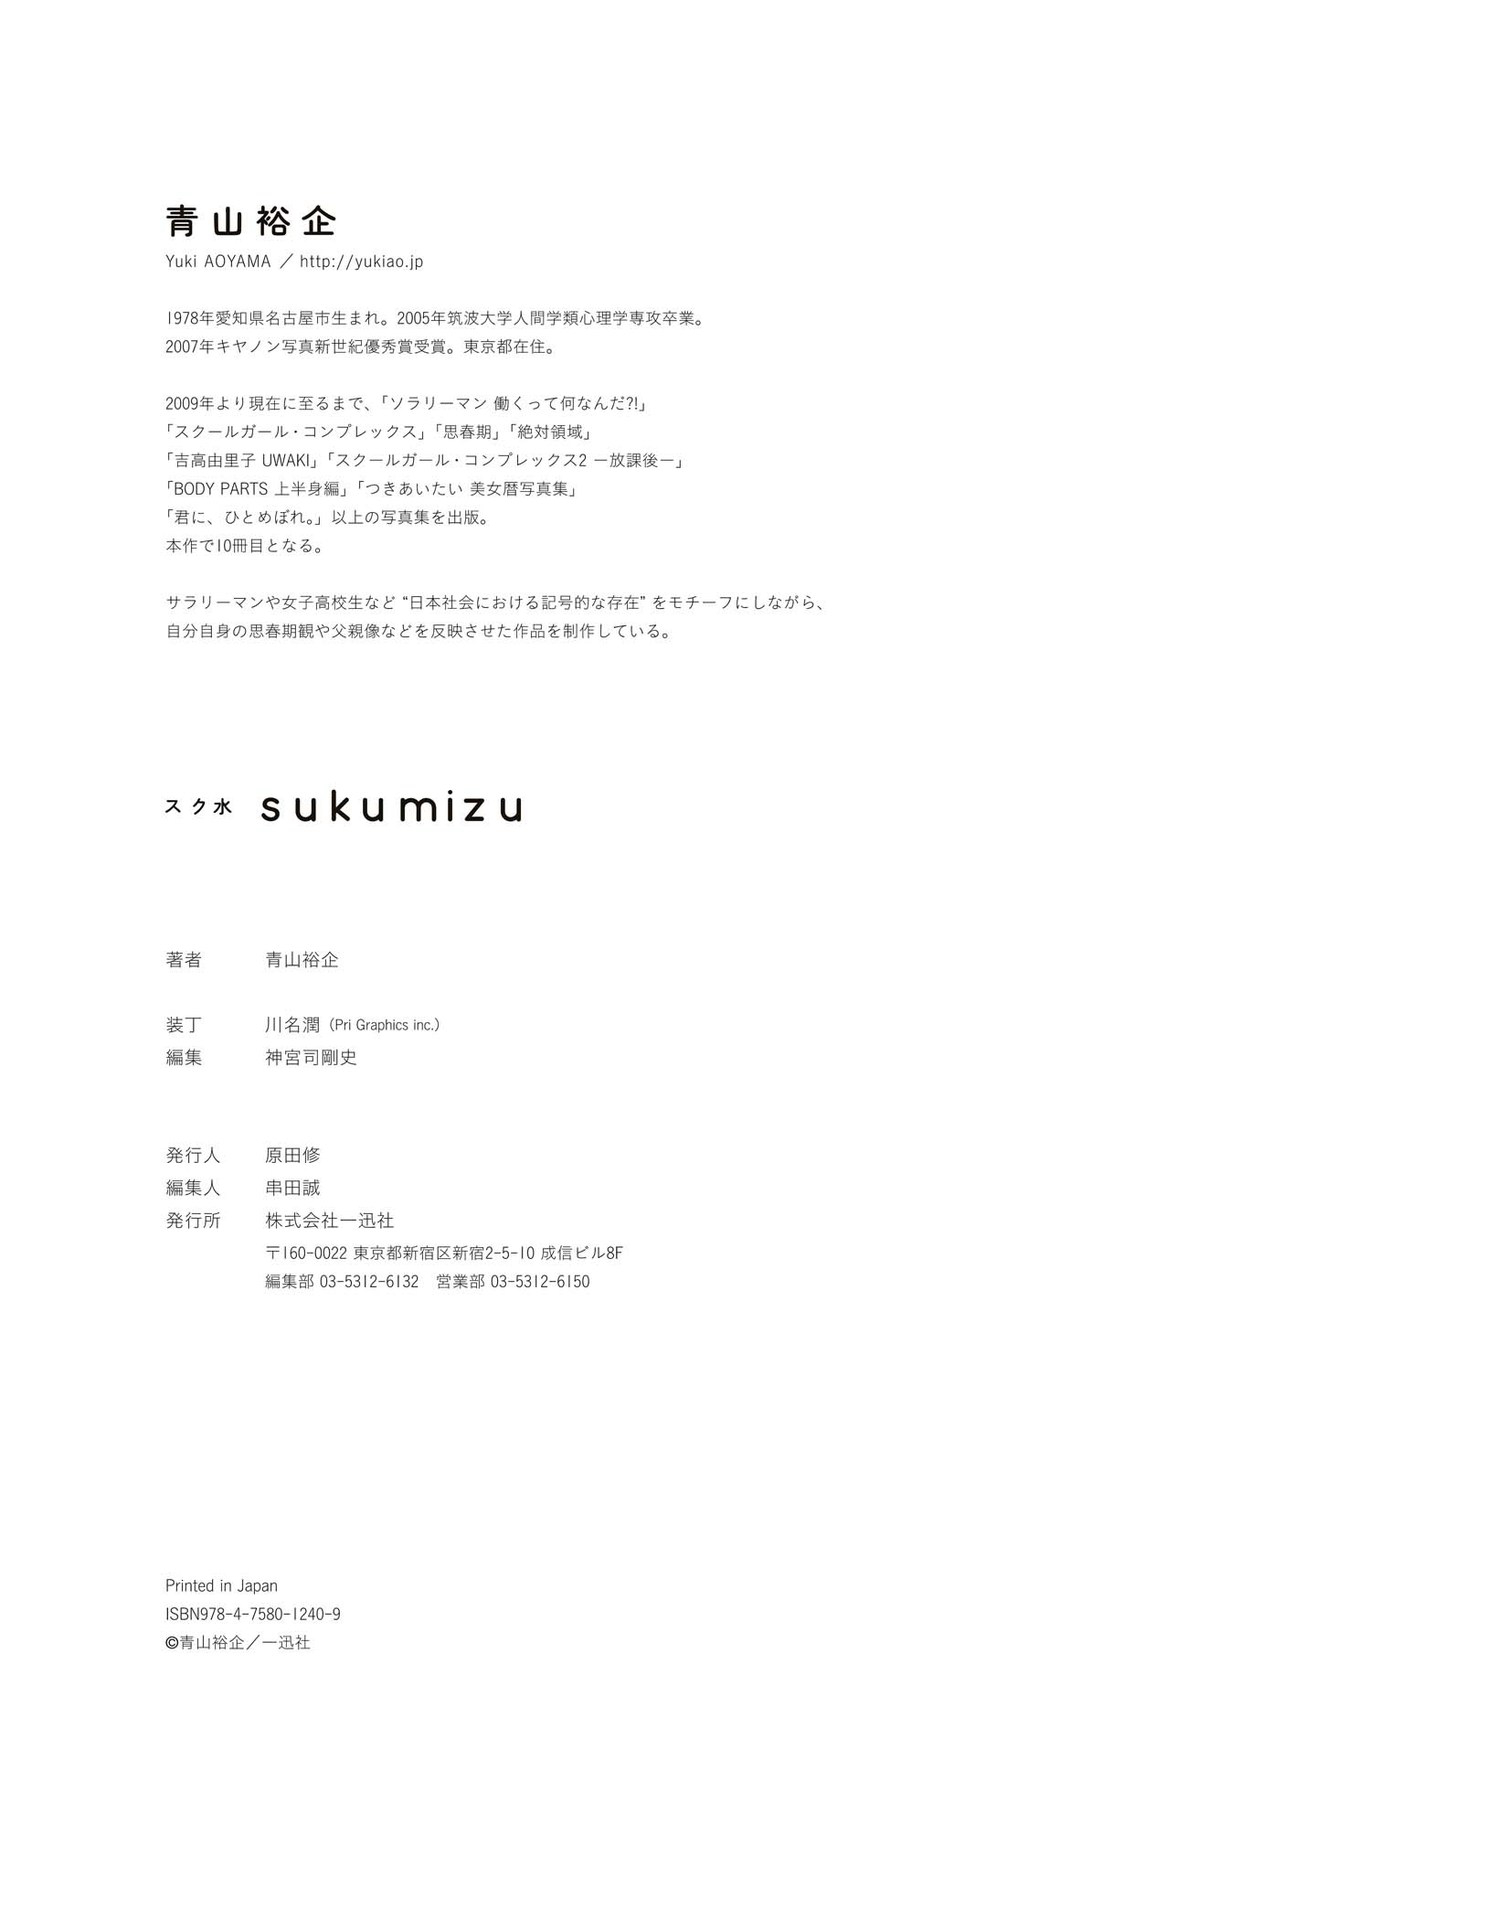 青山裕企
Yuki AOYAMA ／ http://yukiao.jp
1978年愛知県名古屋市生まれ。2005年筑波大学人間学類心理学専攻卒業。
2007年キヤノン写真新世紀優秀賞受賞。東京都在住。
2009年より現在に至るまで、「ソラリーマン 働くって何なんだ?!」
「スクールガール・コンプレックス」「思春期」「絶対領域」
「吉高由里子 UWAKI」「スクールガール・コンプレックス2 ー放課後ー」
「BODY PARTS 上半身編」「つきあいたい 美女暦写真集」
「君に、ひとめぼれ。」以上の写真集を出版。
本作で10冊目となる。
サラリーマンや女子高校生など “日本社会における記号的な存在” をモチーフにしながら、
自分自身の思春期観や父親像などを反映させた作品を制作している。
スク水 sukumizu
著者 青山裕企
装丁 川名潤（Pri Graphics inc.）
編集 神宮司剛史
発行人 原田修
編集人 串田誠
発行所 株式会社一迅社
〒160-0022 東京都新宿区新宿2-5-10 成信ビル8F
編集部 03-5312-6132 営業部 03-5312-6150
Printed in Japan
ISBN978-4-7580-1240-9
©青山裕企／一迅社